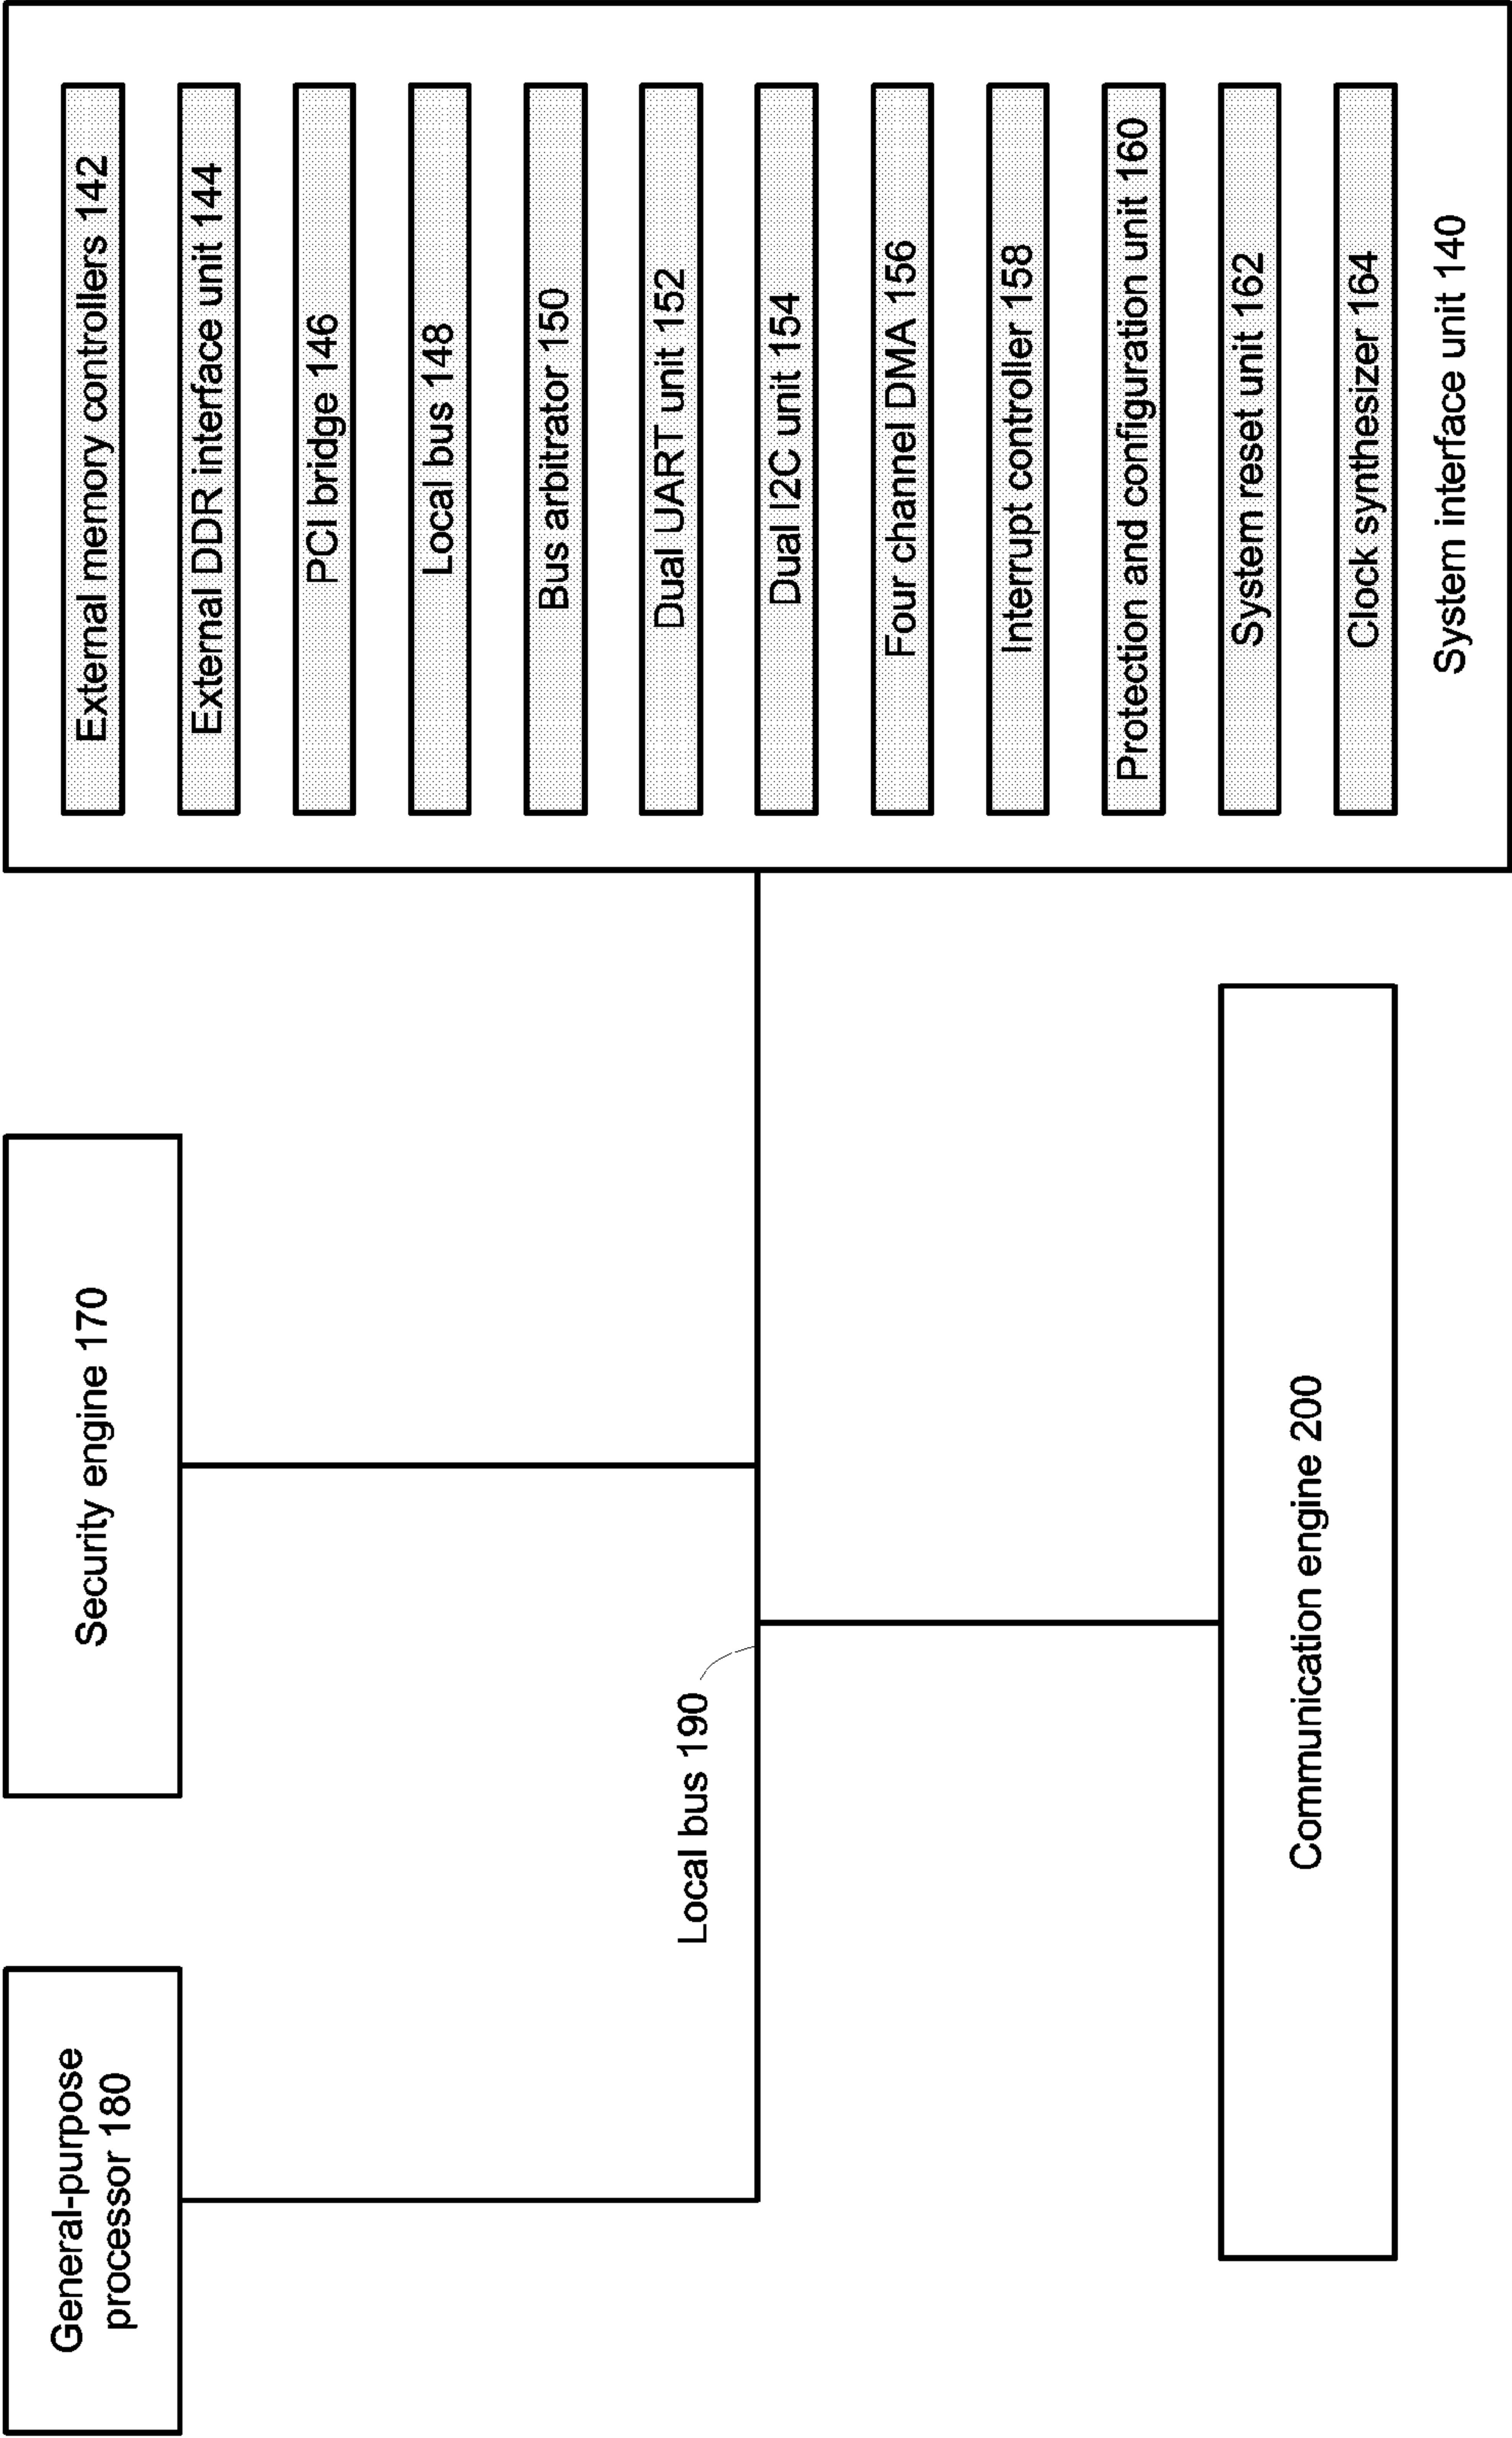 General-purpose
processor 180
Security engine 170
Local bus 190
Communication engine 200
External memory controllers 142
External DDR interface unit 144
PCI bridge 146
Local bus 148
Bus arbitrator 150
Dual UART unit 152
Dual I2C unit 154
Four channel DMA 156
Interrupt controller 158
Protection and configuration unit 160
System reset unit 162
Clock synthesizer 164
System interface unit 140